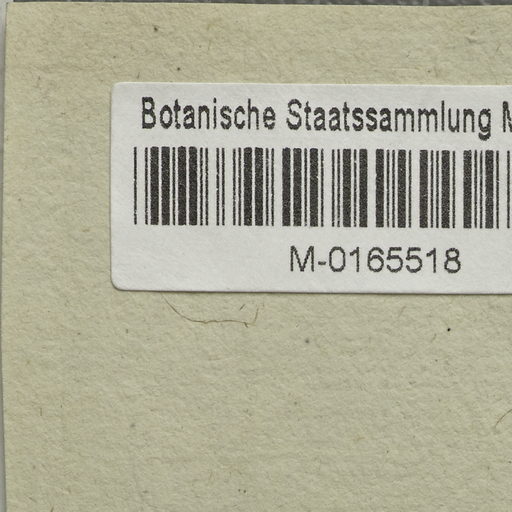 Botanische Staatssammlung
M-0165518